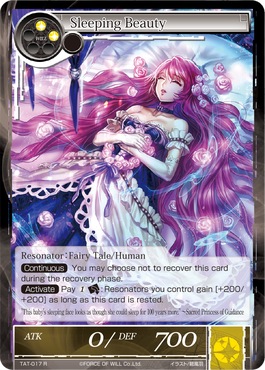 Sleeping Beauty
WILL
Resonator: Fairy Tale/Human
Continuous You may choose not to recover this card
during the recovery phase.
Activate Pay 1 : Resonators you control gain [+200/
+200] as long as this card is rested.
"This baby's sleeping face looks as though she could sleep for 100 years more." ~Sacred Princess of Guidance
ATK 0 / DEF 700
TAT-017 R ©FORCE OF WILL Co.,Ltd.